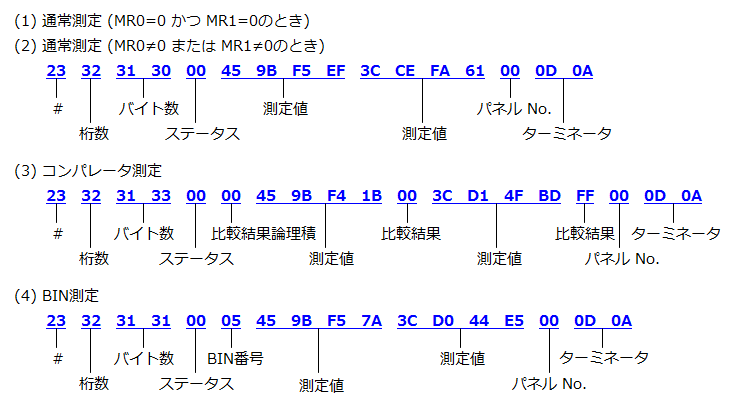 (1) 通常測定 (MR0=0 かつ MR1=0のとき)
(2) 通常測定 (MR0≠0 または MR1≠0のとき)
23 32 31 30 00 45 9B F5 EF 3C CE FA 61 00 0D 0A
# バイト数 測定値 パネル No.
桁数 ステータス 測定値 ターミネータ
(3) コンパレータ測定
23 32 31 33 00 00 45 9B F4 1B 00 3C D1 4F BD FF 00 0D 0A
# バイト数 比較結果論理積 比較結果 比較結果 ターミネータ
桁数 ステータス 測定値 測定値 パネル No.
(4) BIN測定
23 32 31 31 00 05 45 9B F5 7A 3C D0 44 E5 00 0D 0A
# バイト数 BIN番号 測定値 ターミネータ
桁数 ステータス 測定値 パネル No.